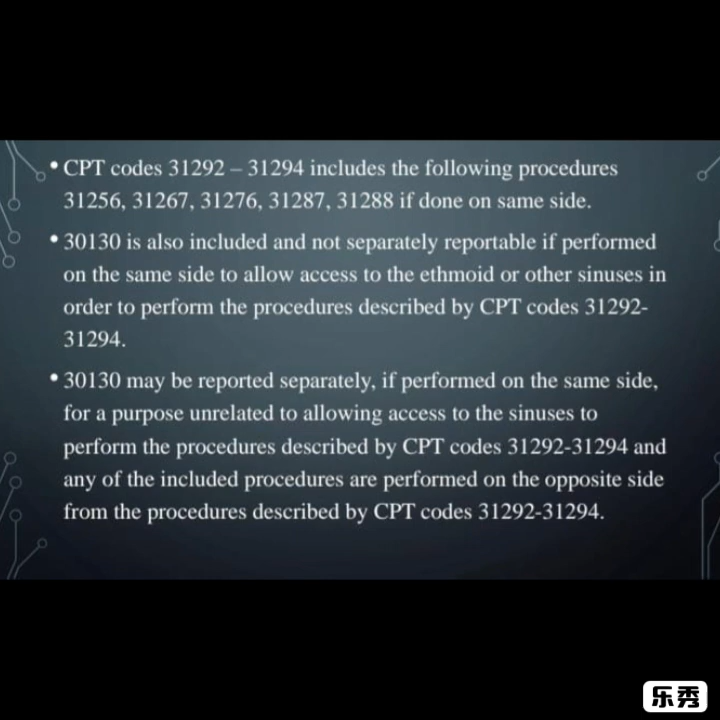 • CPT codes 31292 – 31294 includes the following procedures
31256, 31267, 31276, 31287, 31288 if done on same side.
• 30130 is also included and not separately reportable if performed
on the same side to allow access to the ethmoid or other sinuses in
order to perform the procedures described by CPT codes 31292-
31294.
• 30130 may be reported separately, if performed on the same side,
for a purpose unrelated to allowing access to the sinuses to
perform the procedures described by CPT codes 31292-31294 and
any of the included procedures are performed on the opposite side
from the procedures described by CPT codes 31292-31294.
乐秀